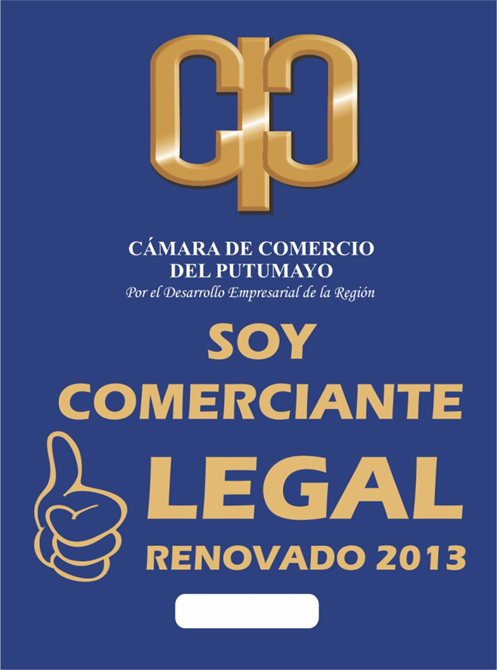 CÁMARA DE COMERCIO
DEL PUTUMAYO
Por el Desarrollo Empresarial de la Región
SOY
COMERCIANTE
LEGAL
RENOVADO 2013